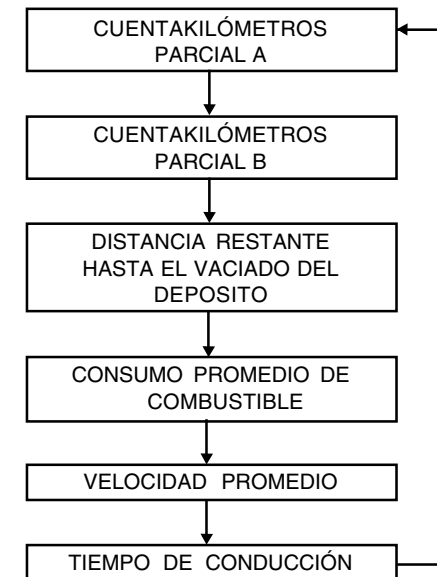 CUENTAKILÓMETROS
PARCIAL A
CUENTAKILÓMETROS
PARCIAL B
DISTANCIA RESTANTE
HASTA EL VACIADO DEL
DEPOSITO
CONSUMO PROMEDIO DE
COMBUSTIBLE
VELOCIDAD PROMEDIO
TIEMPO DE CONDUCCIÓN